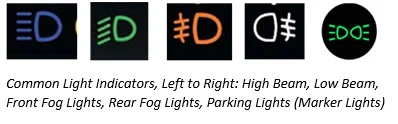 Common Light Indicators, Left to Right: High Beam, Low Beam,
Front Fog Lights, Rear Fog Lights, Parking Lights (Marker Lights)